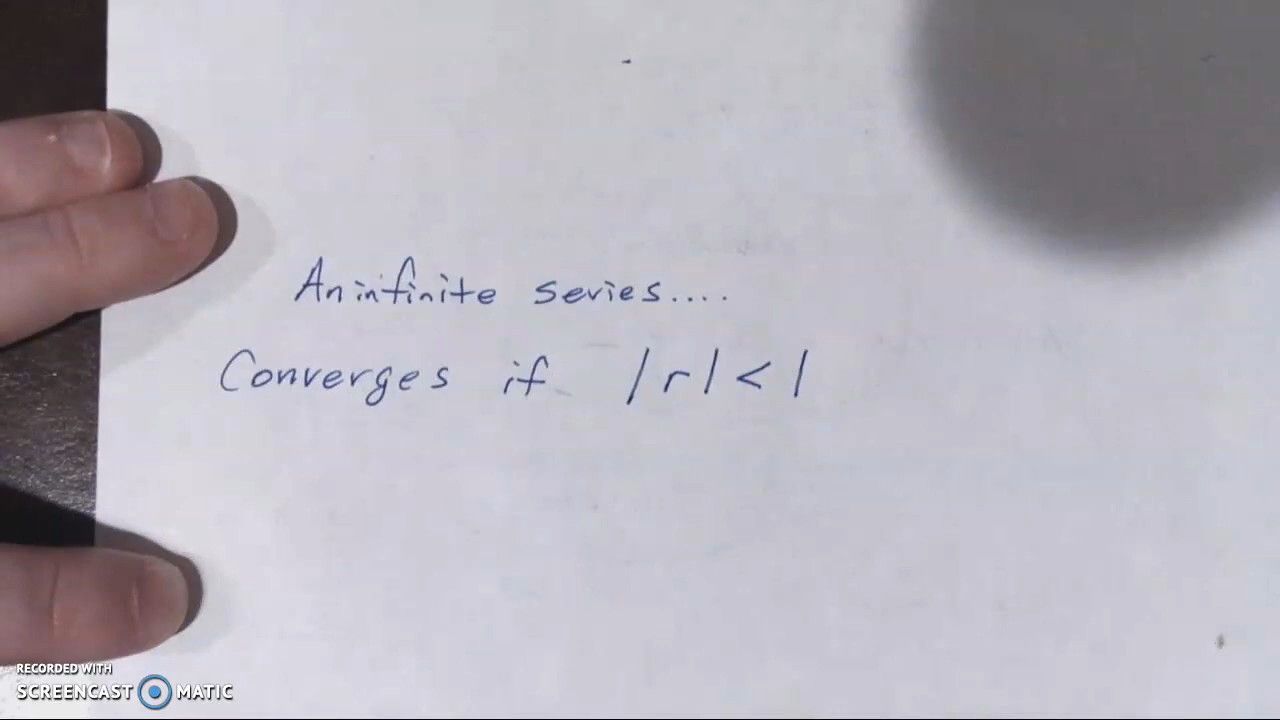 An infinite series....
Converges if |r| < 1
RECORDED WITH
SCREENCAST MATIC